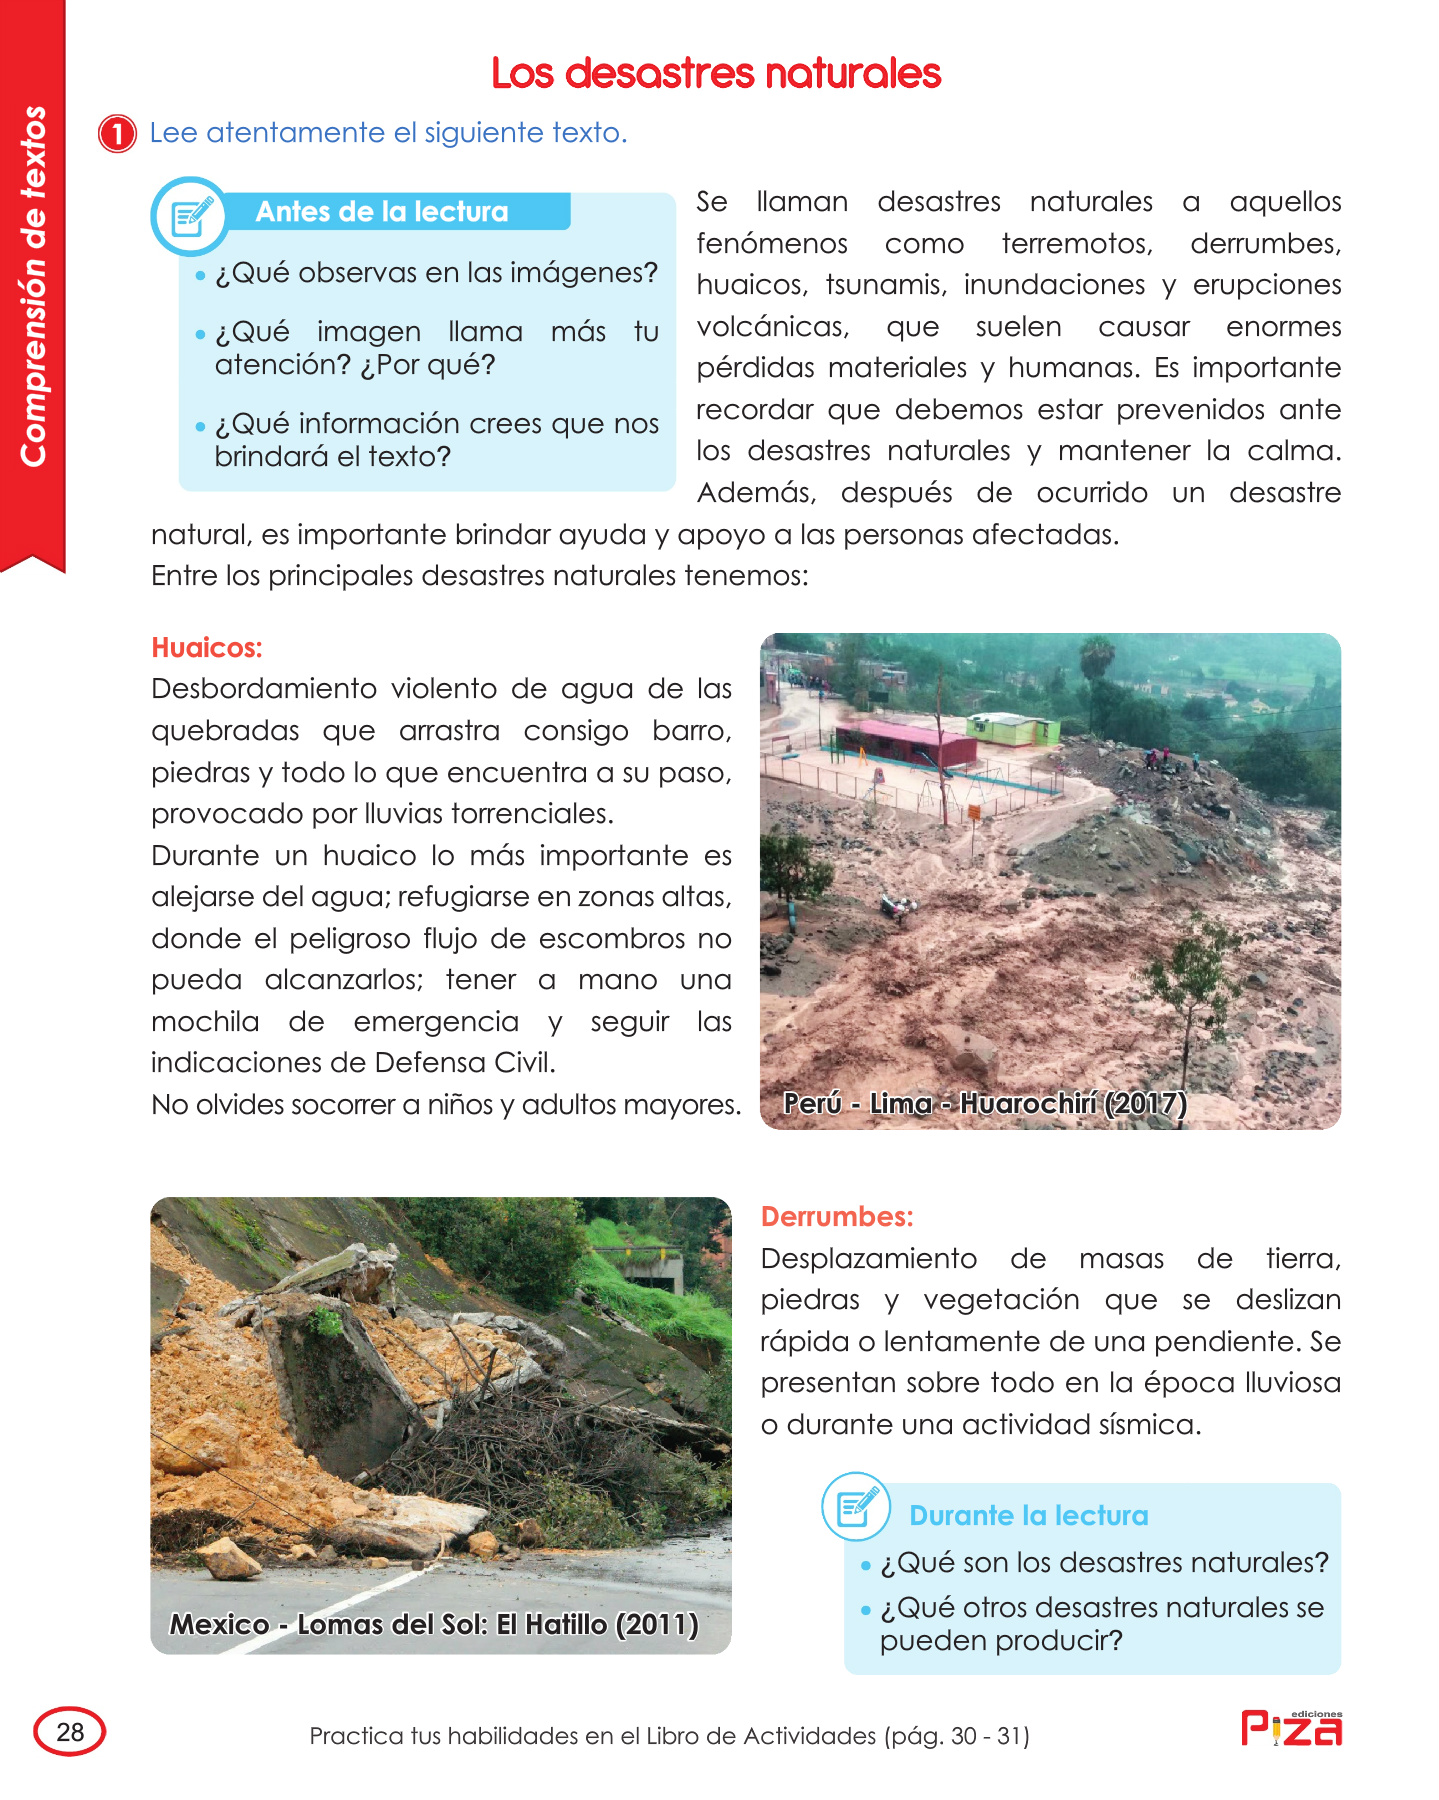 Comprensión de textos
Los desastres naturales
1 Lee atentamente el siguiente texto.
Antes de la lectura
• ¿Qué observas en las imágenes?
• ¿Qué imagen llama más tu
atención? ¿Por qué?
• ¿Qué información crees que nos
brindará el texto?
Se llaman desastres naturales a aquellos
fenómenos como terremotos, derrumbes,
huaicos, tsunamis, inundaciones y erupciones
volcánicas, que suelen causar enormes
pérdidas materiales y humanas. Es importante
recordar que debemos estar prevenidos ante
los desastres naturales y mantener la calma.
Además, después de ocurrido un desastre
natural, es importante brindar ayuda y apoyo a las personas afectadas.
Entre los principales desastres naturales tenemos:
Huaicos:
Desbordamiento violento de agua de las
quebradas que arrastra consigo barro,
piedras y todo lo que encuentra a su paso,
provocado por lluvias torrenciales.
Durante un huaico lo más importante es
alejarse del agua; refugiarse en zonas altas,
donde el peligroso flujo de escombros no
pueda alcanzarlos; tener a mano una
mochila de emergencia y seguir las
indicaciones de Defensa Civil.
No olvides socorrer a niños y adultos mayores.
Perú - Lima - Huarochirí (2017)
Mexico - Lomas del Sol: El Hatillo (2011)
Derrumbes:
Desplazamiento de masas de tierra,
piedras y vegetación que se deslizan
rápida o lentamente de una pendiente. Se
presentan sobre todo en la época lluviosa
o durante una actividad sísmica.
Durante la lectura
• ¿Qué son los desastres naturales?
• ¿Qué otros desastres naturales se
pueden producir?
28
Practica tus habilidades en el Libro de Actividades (pág. 30 - 31)
ediciones
Piza